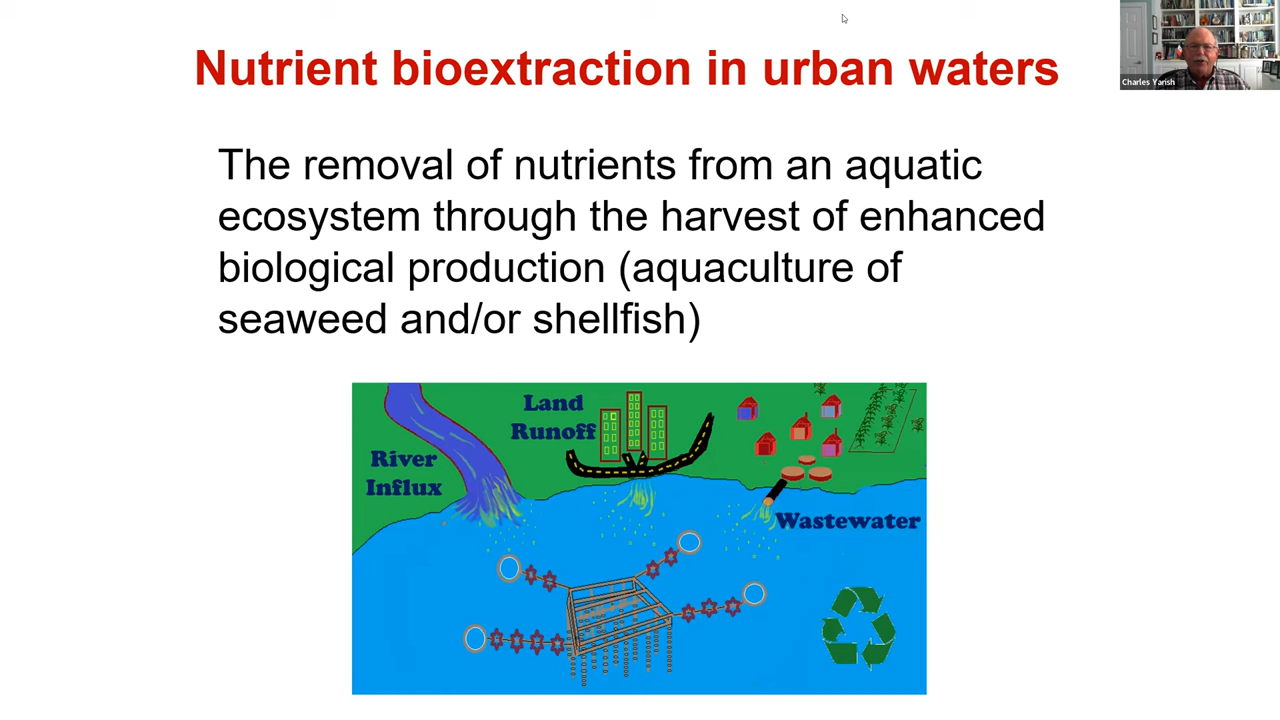 Nutrient bioextraction in urban waters
Charles Yarish
The removal of nutrients from an aquatic
ecosystem through the harvest of enhanced
biological production (aquaculture of
seaweed and/or shellfish)
Land
Runoff
River
Influx
Wastewater